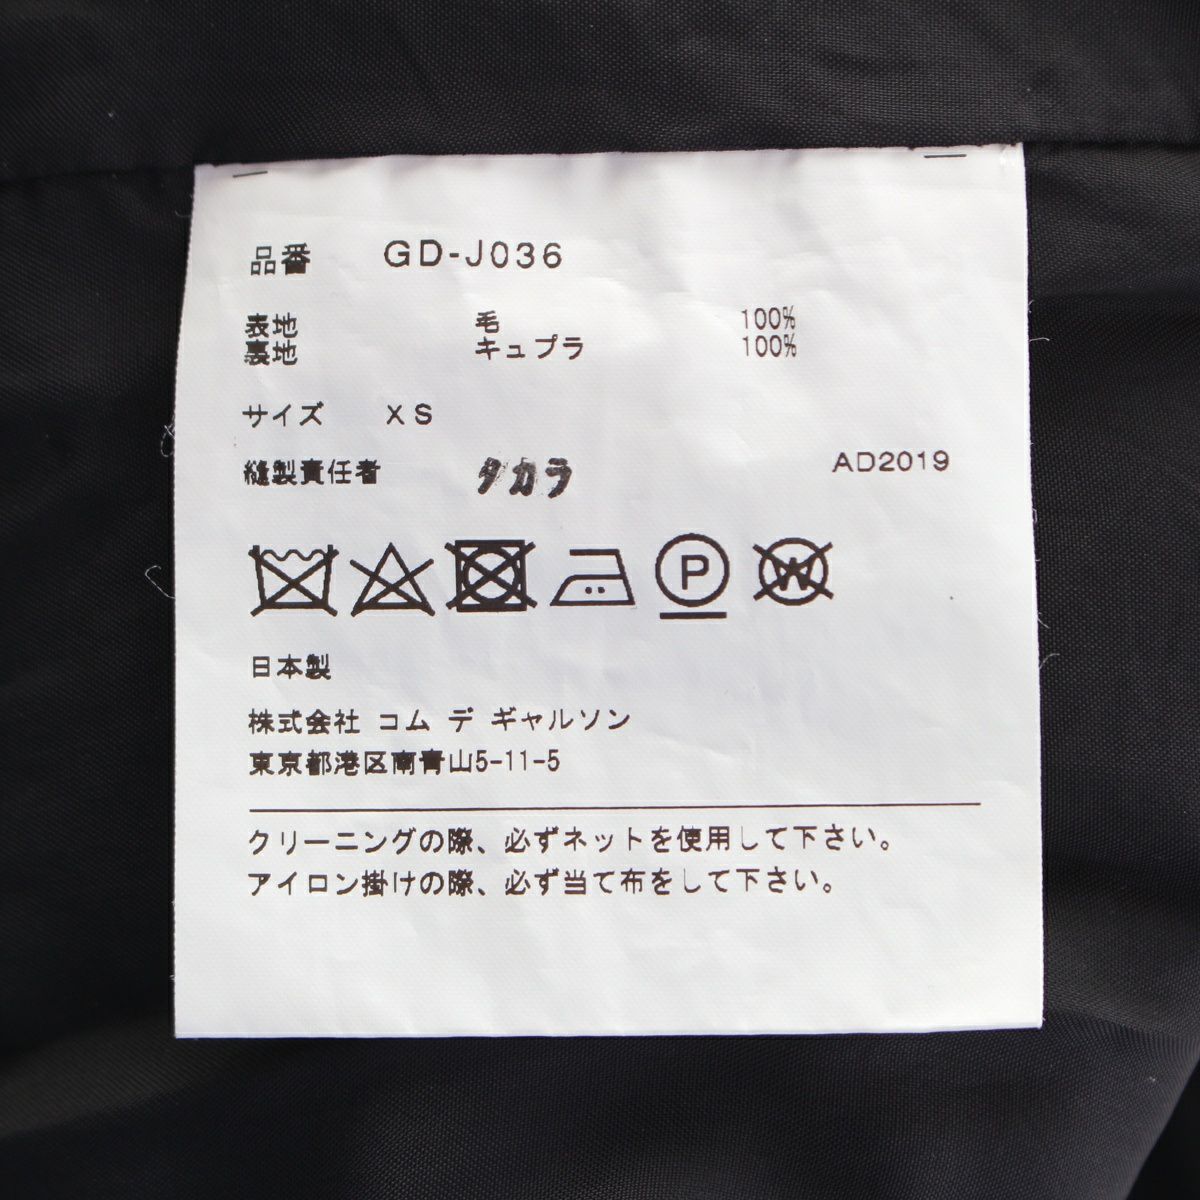 品番 GD-J036
表地 毛 100%
裏地 キュプラ 100%
サイズ XS
縫製責任者 タカラ AD2019
P W
日本製
株式会社 コム デ ギャルソン
東京都港区南青山5-11-5
クリーニングの際、必ずネットを使用して下さい。
アイロン掛けの際、必ず当て布をして下さい。